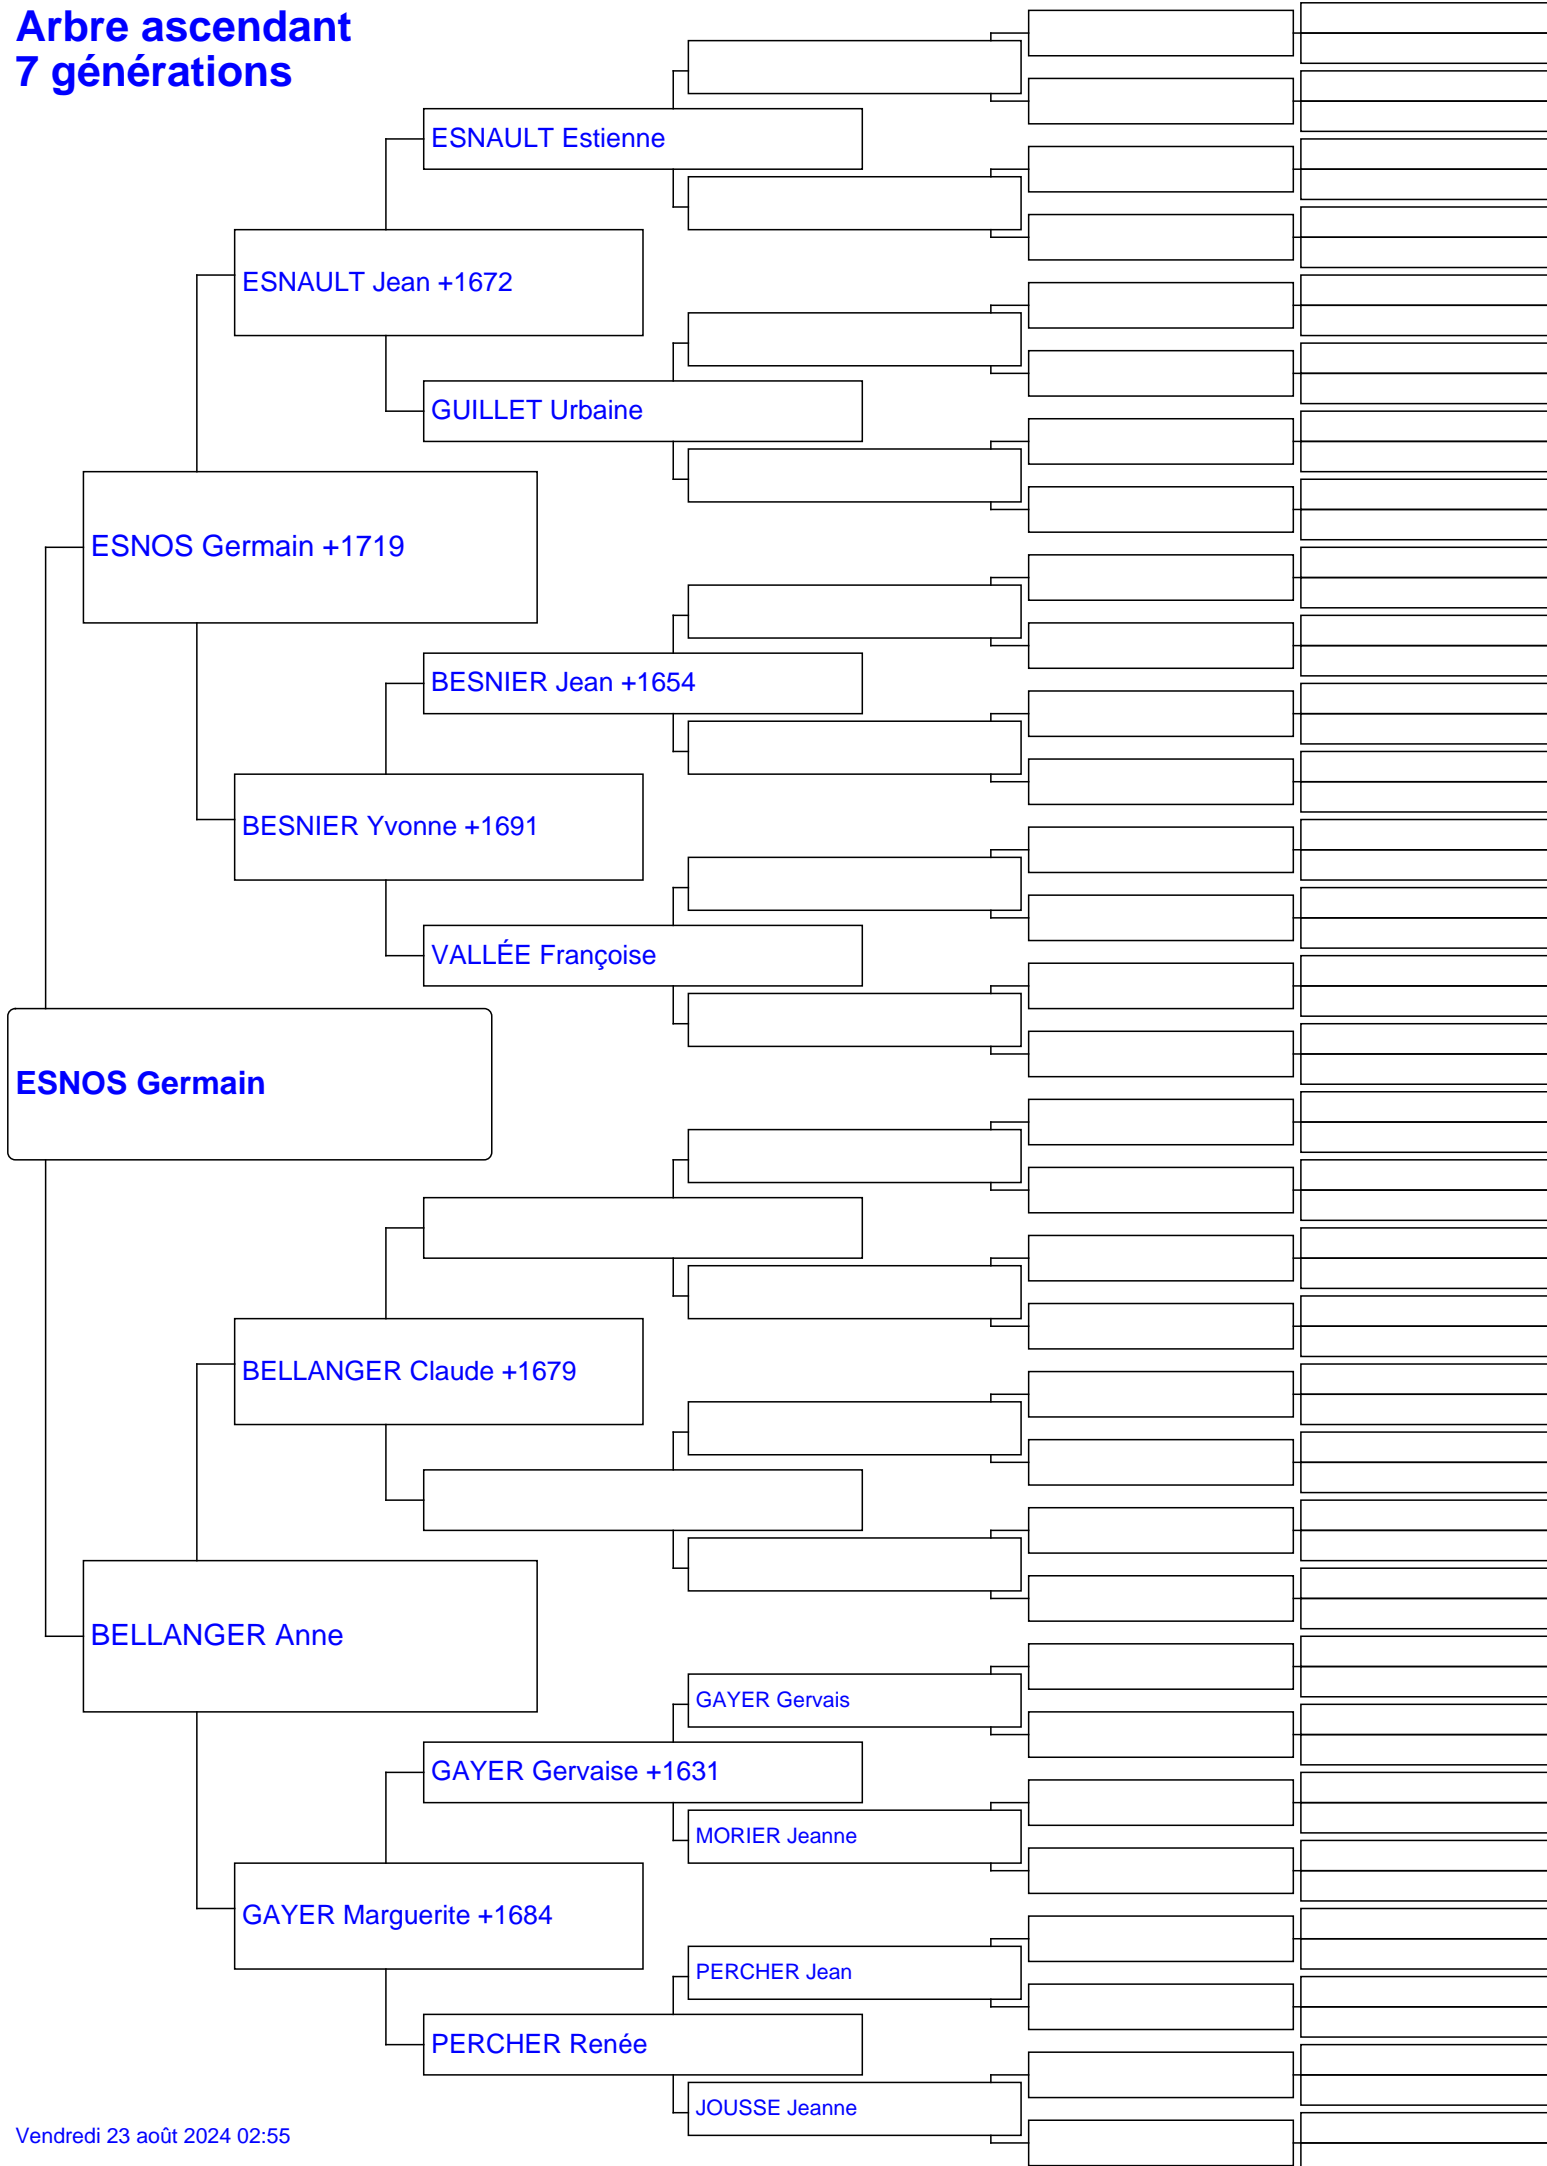 Arbre ascendant
7 générations
ESNAULT Estienne
ESNAULT Jean +1672
GUILLET Urbaine
ESNOS Germain +1719
BESNIER Jean +1654
BESNIER Yvonne +1691
VALLÉE Françoise
ESNOS Germain
BELLANGER Claude +1679
BELLANGER Anne
GAYER Gervais
GAYER Gervaise +1631
MORIER Jeanne
GAYER Marguerite +1684
PERCHER Jean
PERCHER Renée
JOUSSE Jeanne
Vendredi 23 août 2024 02:55